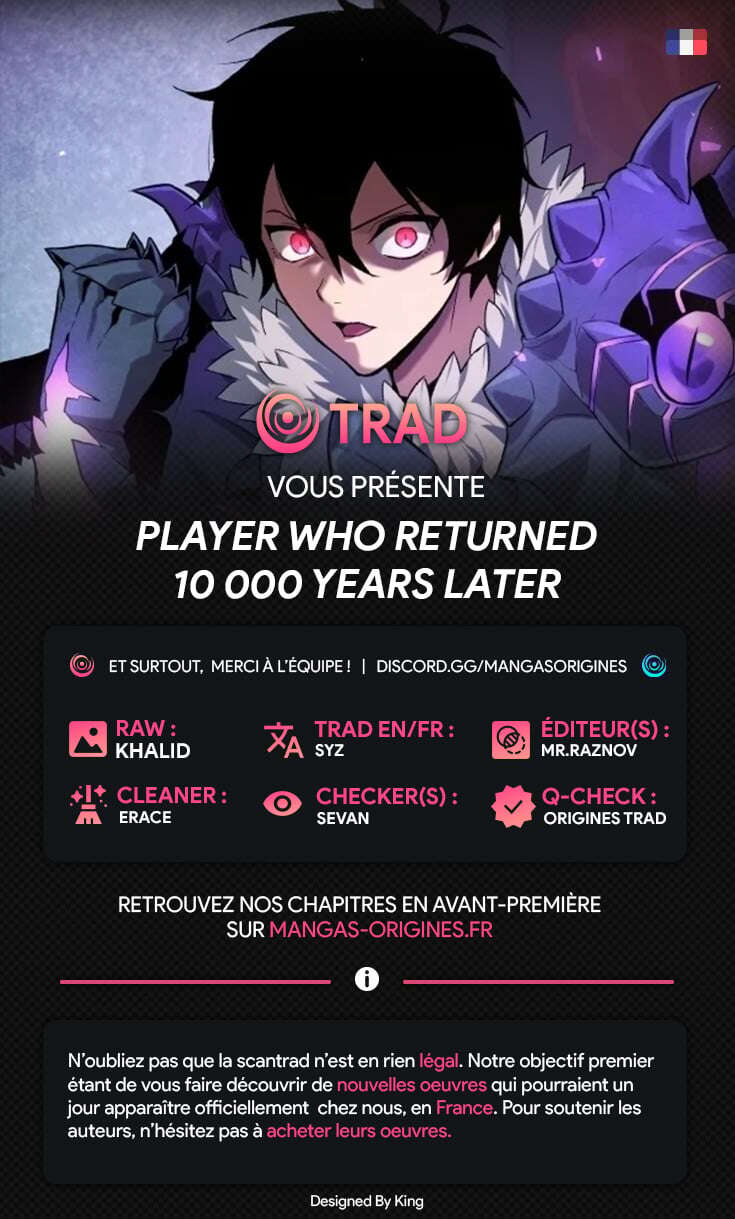 TRAD
VOUS PRÉSENTE
PLAYER WHO RETURNED
10 000 YEARS LATER
ET SURTOUT, MERCI À L'ÉQUIPE ! | DISCORD.GG/MANGASORIGINES
RAW :
KHALID
TRAD EN/FR :
SYZ
ÉDITEUR(S) :
MR.RAZNOV
CLEANER :
ERACE
CHECKER(S) :
SEVAN
Q-CHECK :
ORIGINES TRAD
RETROUVEZ NOS CHAPITRES EN AVANT-PREMIÈRE
SUR MANGAS-ORIGINES.FR
N'oubliez pas que la scantrad n'est en rien légal. Notre objectif premier
étant de vous faire découvrir de nouvelles oeuvres qui pourraient un
jour apparaître officiellement chez nous, en France. Pour soutenir les
auteurs, n'hésitez pas à acheter leurs oeuvres.
Designed By King